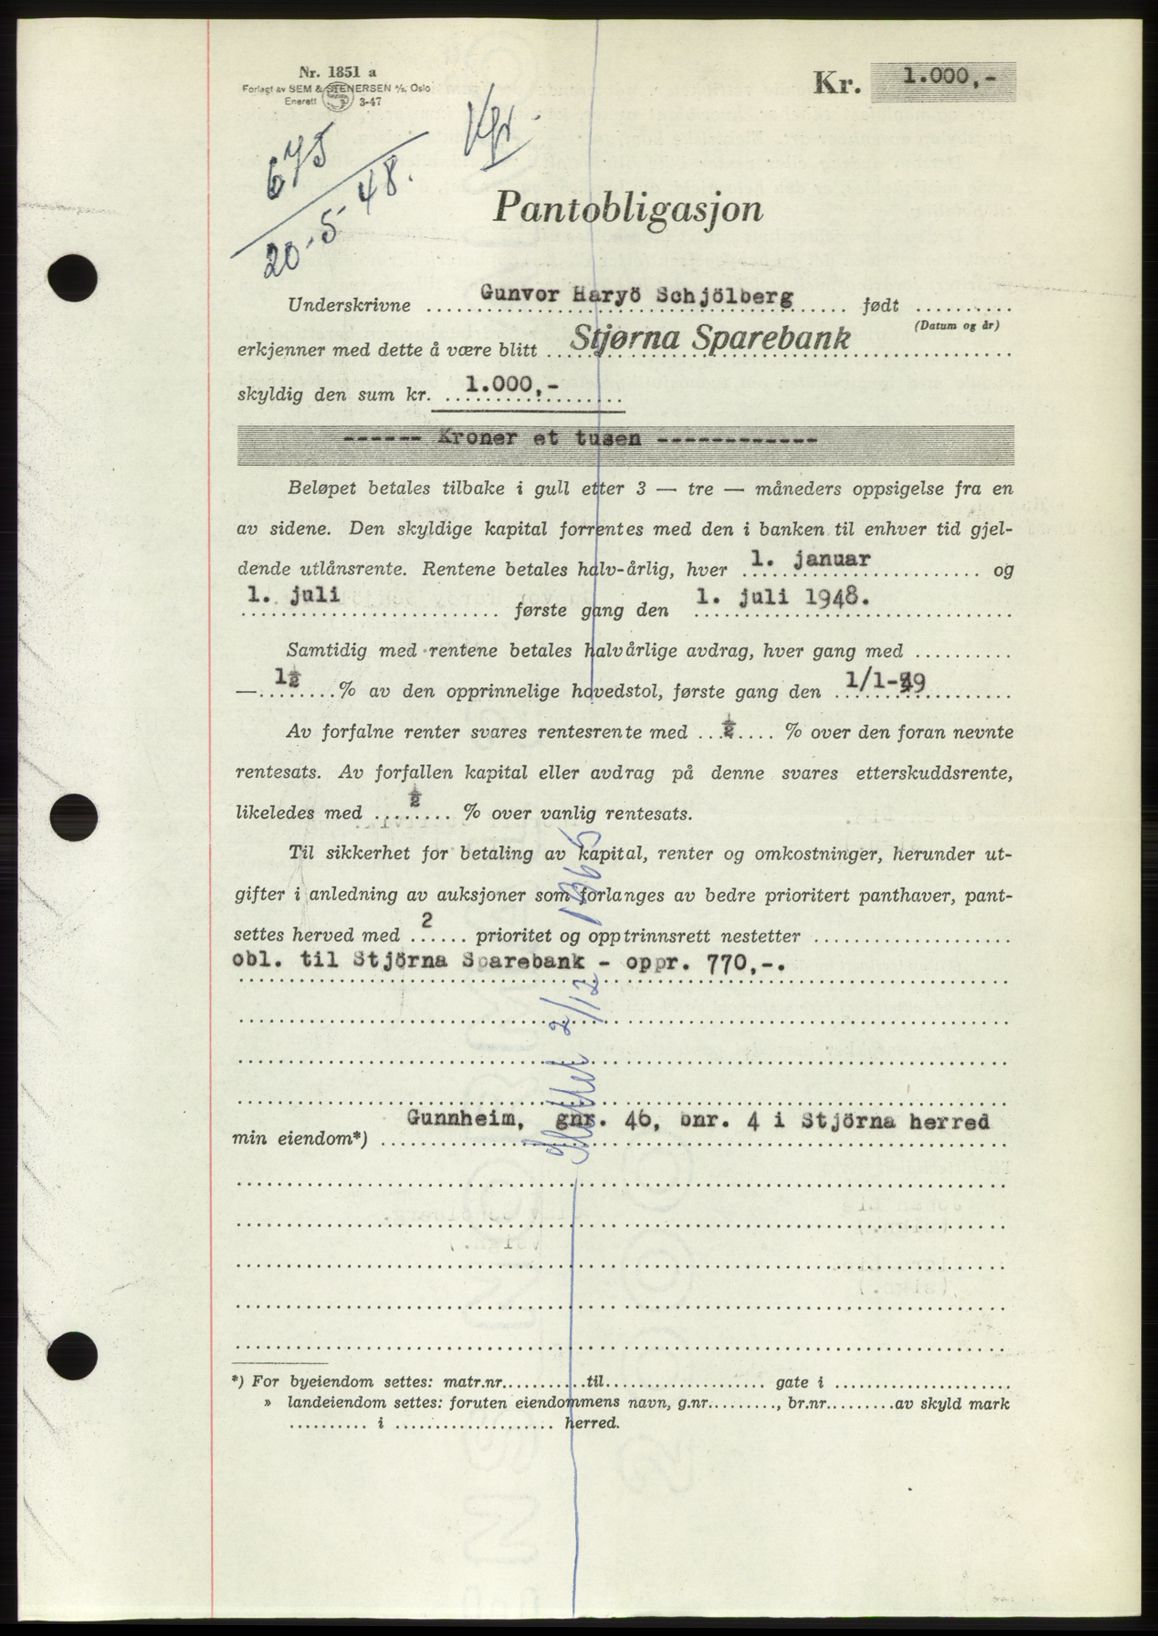 Nr. 1851 a
Forlagt av SEM & STENERSEN A/S, Oslo
Enerett 3-47
Kr. 1.000,-
675
20-5-48.
Pantobligasjon
Underskrivne Gunvor Haryö Schjölberg født
(Datum og år)
erkjenner med dette å være blitt Stjørna Sparebank
skyldig den sum kr. 1.000,-
------ Kroner et tusen ------------
Beløpet betales tilbake i gull etter 3 — tre — måneders oppsigelse fra en
av sidene. Den skyldige kapital forrentes med den i banken til enhver tid gjel-
dende utlånsrente. Rentene betales halv-årlig, hver 1. januar og
1. juli første gang den 1. juli 1948.
Samtidig med rentene betales halvårlige avdrag, hver gang med
— 1½ % av den opprinnelige hovedstol, første gang den 1/1-49
Av forfalne renter svares rentesrente med ½ % over den foran nevnte
rentesats. Av forfallen kapital eller avdrag på denne svares etterskuddsrente,
likeledes med ½ % over vanlig rentesats.
Til sikkerhet for betaling av kapital, renter og omkostninger, herunder ut-
gifter i anledning av auksjoner som forlanges av bedre prioritert panthaver, pant-
settes herved med 2 prioritet og opptrinnsrett nestetter
obl. til Stjörna Sparebank - oppr. 770,-.
Slettet 2/12 1965
Gunnheim, gnr. 46, bnr. 4 i Stjörna herred
min eiendom*)
*) For byeiendom settes: matr.nr. til gate i
» landeiendom settes: foruten eiendommens navn, g.nr. , br.nr. av skyld mark
i herred.